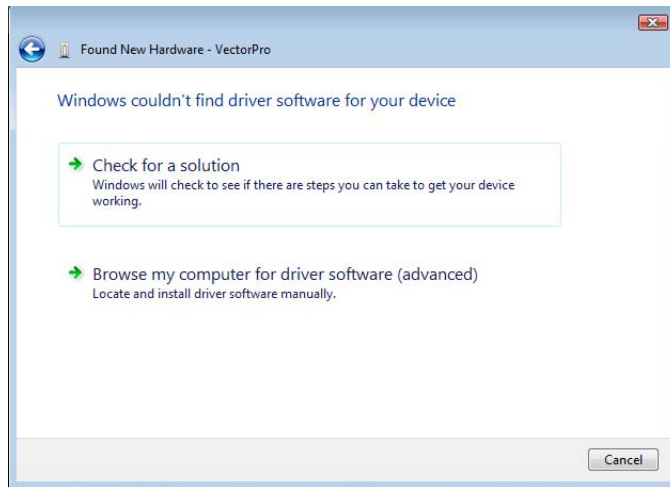 Found New Hardware - VectorPro
Windows couldn't find driver software for your device
Check for a solution
Windows will check to see if there are steps you can take to get your device
working.
Browse my computer for driver software (advanced)
Locate and install driver software manually.
Cancel